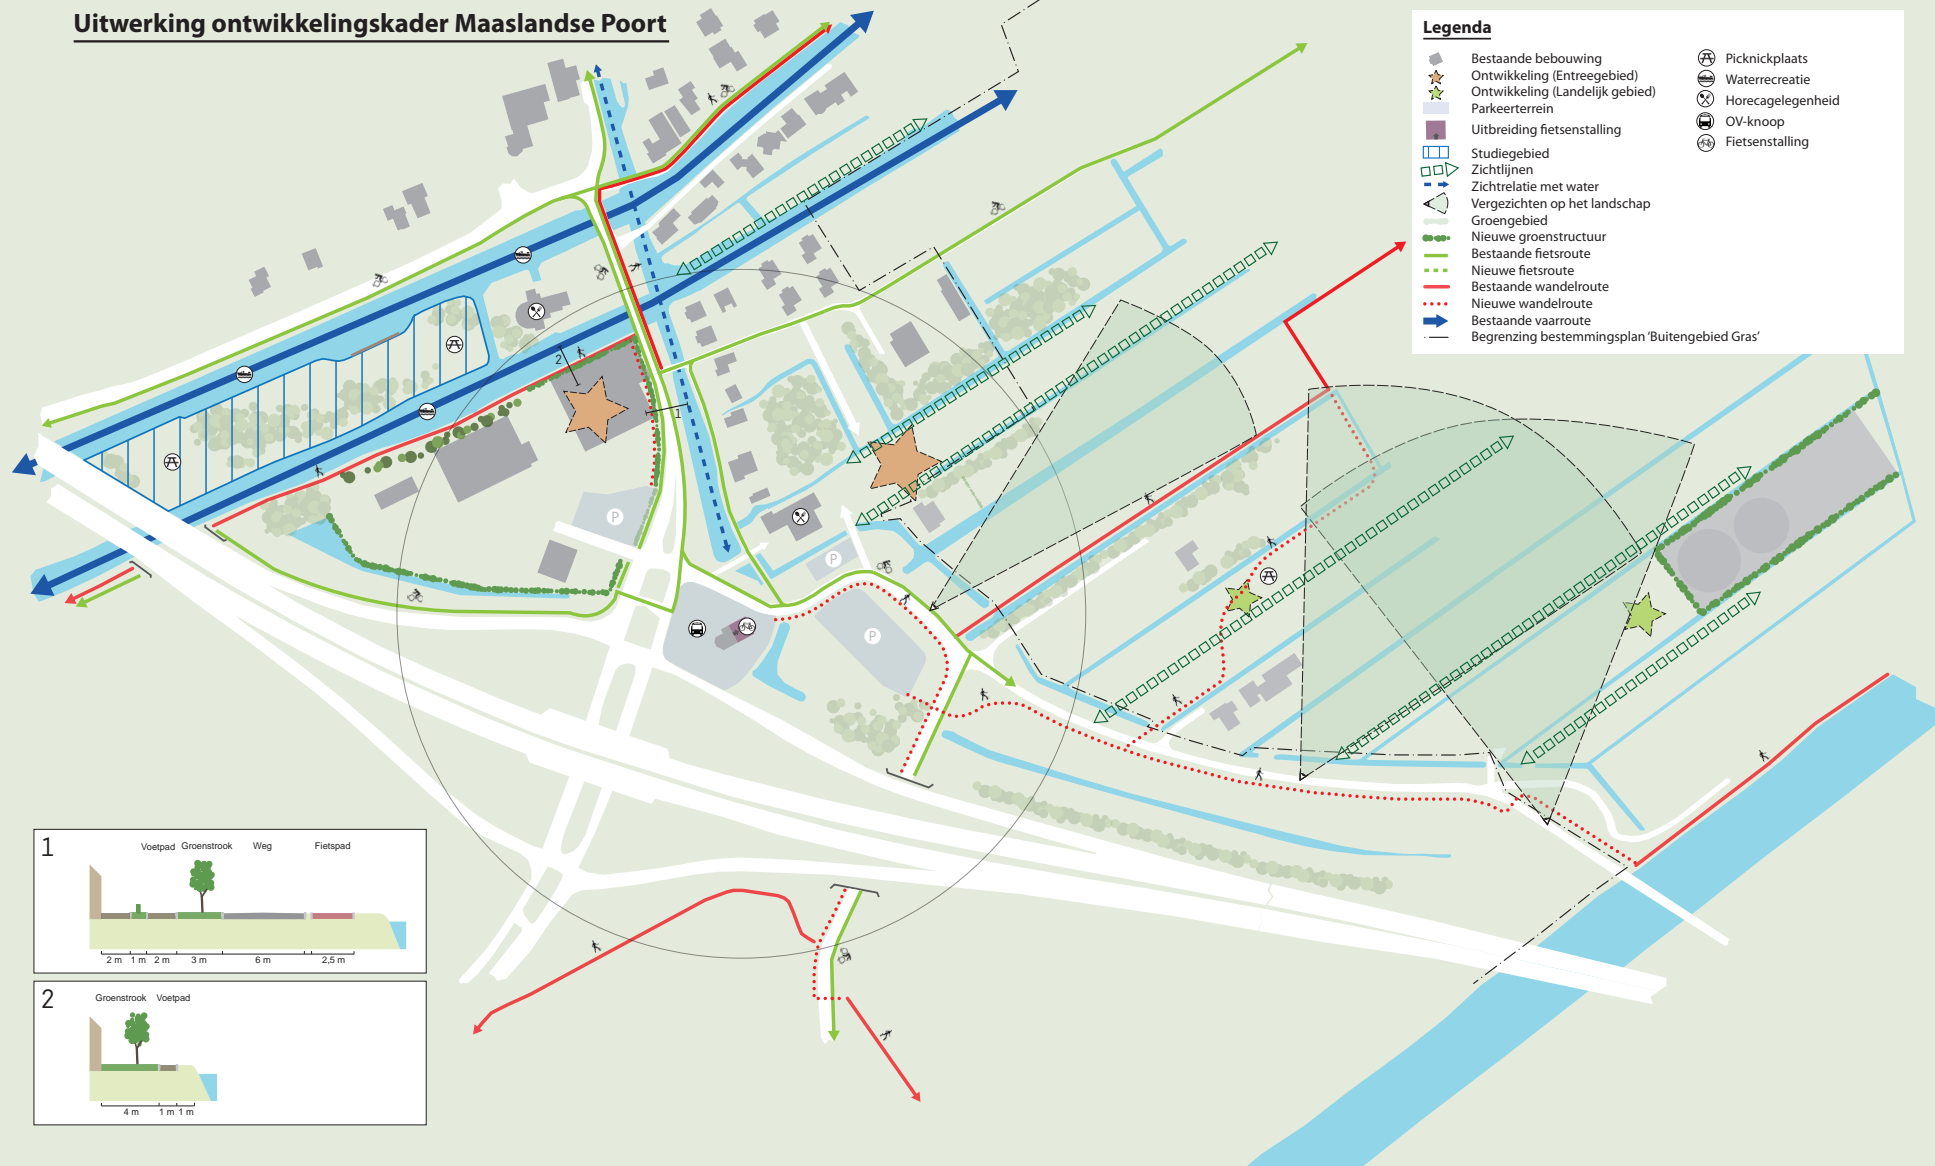 Uitwerking ontwikkelingskader Maaslandse Poort
Legenda
Bestaande bebouwing
Ontwikkeling (Entreegebied)
Ontwikkeling (Landelijk gebied)
Parkeerterrein
Uitbreiding fietsenstalling
Studiegebied
Zichtlijnen
Zichtrelatie met water
Vergezichten op het landschap
Groengebied
Nieuwe groenstructuur
Bestaande fietsroute
Nieuwe fietsroute
Bestaande wandelroute
Nieuwe wandelroute
Bestaande vaarroute
Begrenzing bestemmingsplan ‘Buitengebied Gras’
Picknickplaats
Waterrecreatie
Horecagelegenheid
OV-knoop
Fietsenstalling
2
1
P
P
P
1
Voetpad Groenstrook Weg Fietspad
2 m 1 m 2 m 3 m 6 m 2,5 m
2
Groenstrook Voetpad
4 m 1 m 1 m